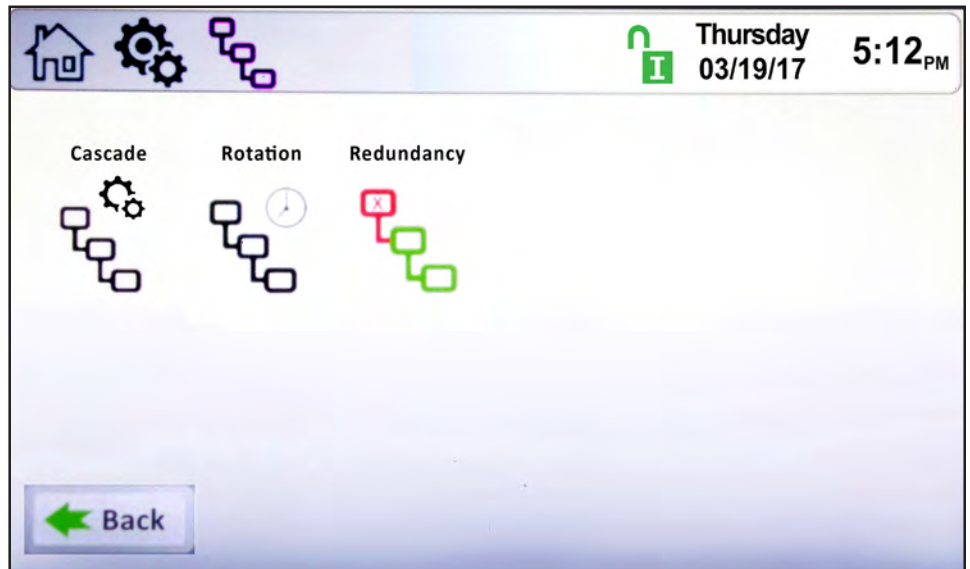 Thursday
03/19/17
5:12PM
I
Cascade
Rotation
Redundancy
X
Back